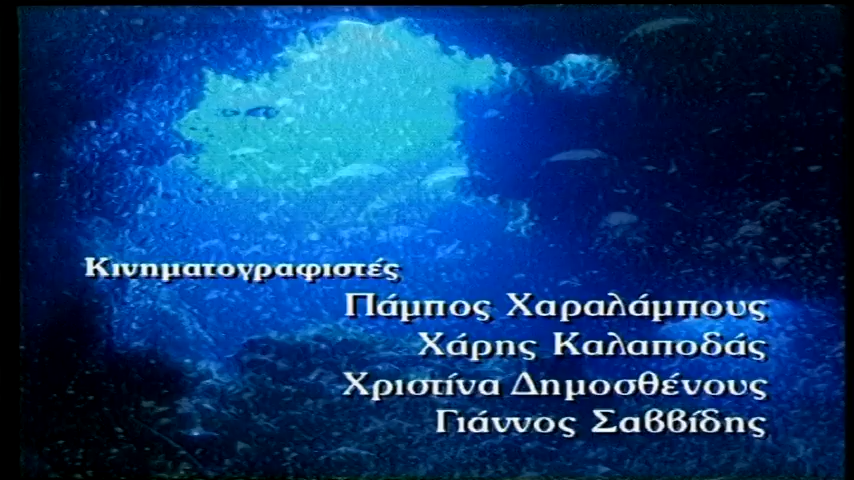 Κινηματογραφιστές
Πάμπος Χαραλάμπους
Χάρης Καλαποδάς
Χριστίνα Δημοσθένους
Γιάννος Σαββίδης